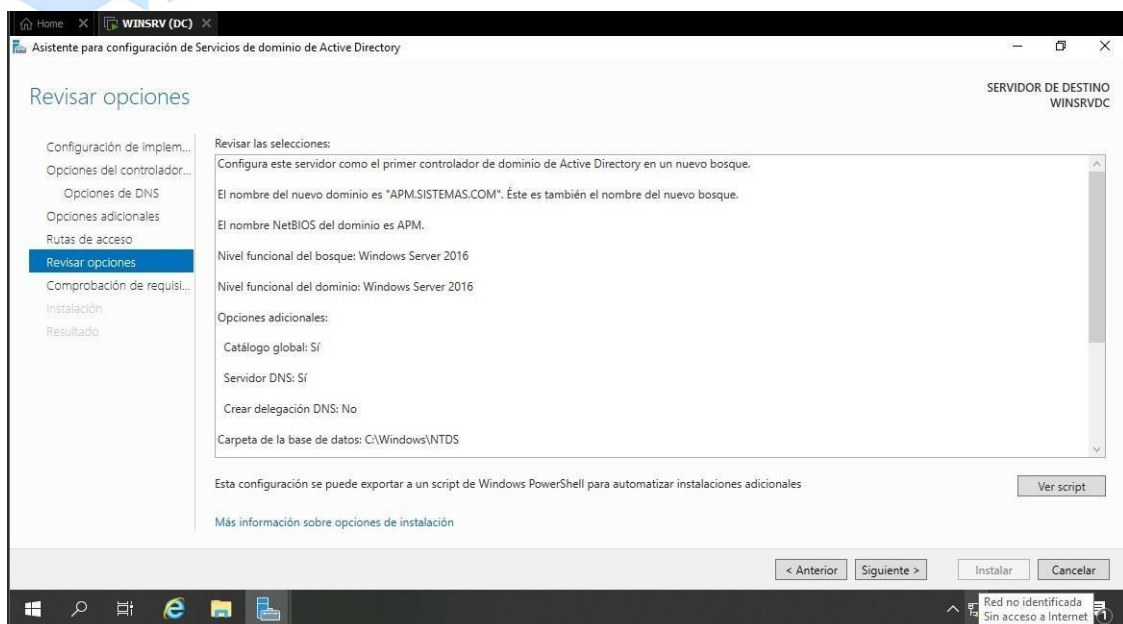 Home
WINSRV (DC)
Asistente para configuración de Servicios de dominio de Active Directory
Revisar opciones
SERVIDOR DE DESTINO
WINSRVDC
Configuración de implem...
Opciones del controlador...
Opciones de DNS
Opciones adicionales
Rutas de acceso
Revisar opciones
Comprobación de requisi...
Instalación
Resultado
Revisar las selecciones:
Configura este servidor como el primer controlador de dominio de Active Directory en un nuevo bosque.
El nombre del nuevo dominio es "APM.SISTEMAS.COM". Éste es también el nombre del nuevo bosque.
El nombre NetBIOS del dominio es APM.
Nivel funcional del bosque: Windows Server 2016
Nivel funcional del dominio: Windows Server 2016
Opciones adicionales:
Catálogo global: Sí
Servidor DNS: Sí
Crear delegación DNS: No
Carpeta de la base de datos: C:\Windows\NTDS
Esta configuración se puede exportar a un script de Windows PowerShell para automatizar instalaciones adicionales
Ver script
Más información sobre opciones de instalación
< Anterior
Siguiente >
Instalar
Cancelar
Red no identificada
Sin acceso a Internet
1